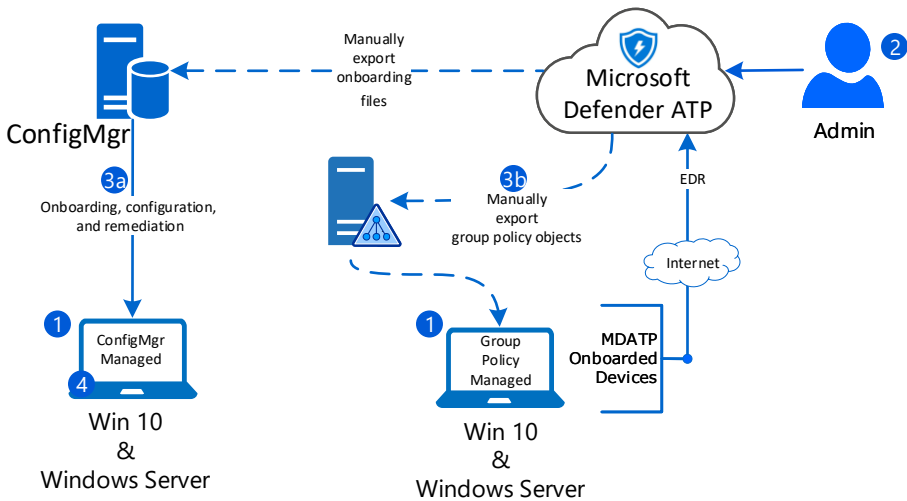 Manually
export
onboarding
files
Microsoft
Defender ATP
2
Admin
ConfigMgr
3a
Onboarding, configuration,
and remediation
3b
Manually
export
group policy objects
EDR
Internet
1
ConfigMgr
Managed
4
Win 10
&
Windows Server
1
Group
Policy
Managed
Win 10
&
Windows Server
MDATP
Onboarded
Devices